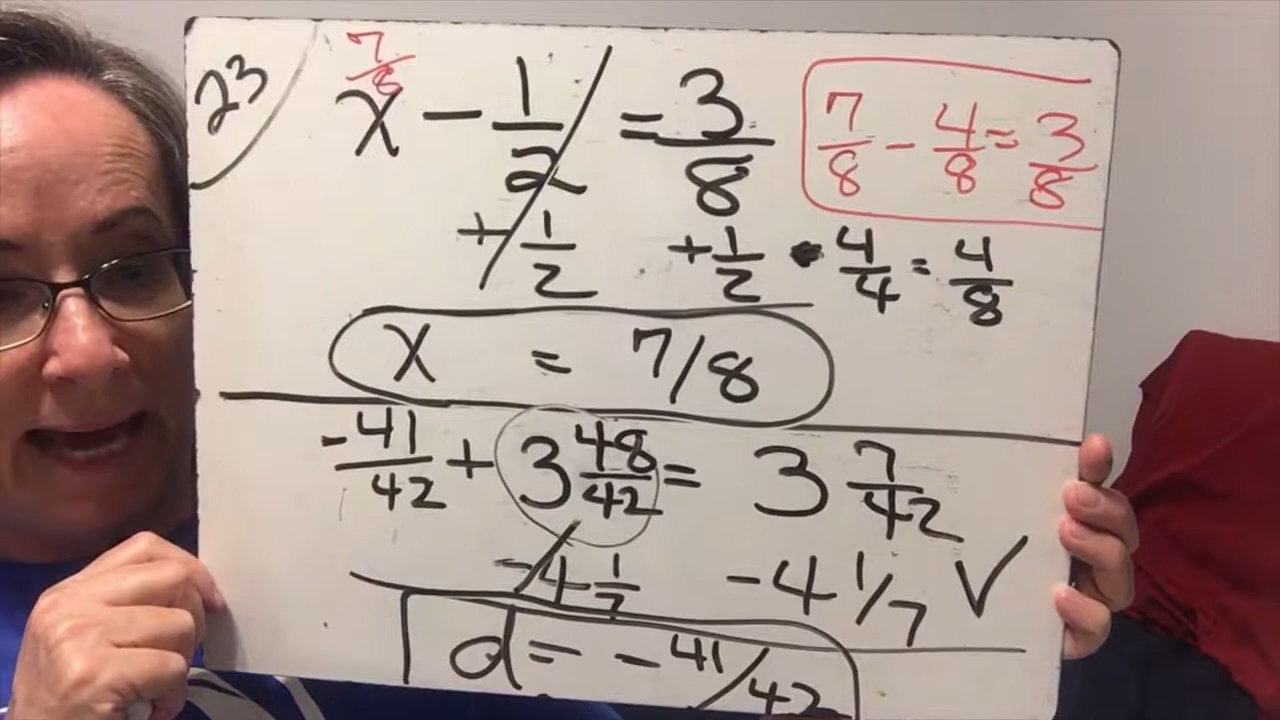 23
7/8
x - 1/2 = 3/8
7/8 - 4/8 = 3/8
+ 1/2 + 1/2 • 4/4 = 4/8
x = 7/8
-41/42 + 3 48/42 = 3 7/42
-4 1/7 -4 1/7 √
d = -41/42